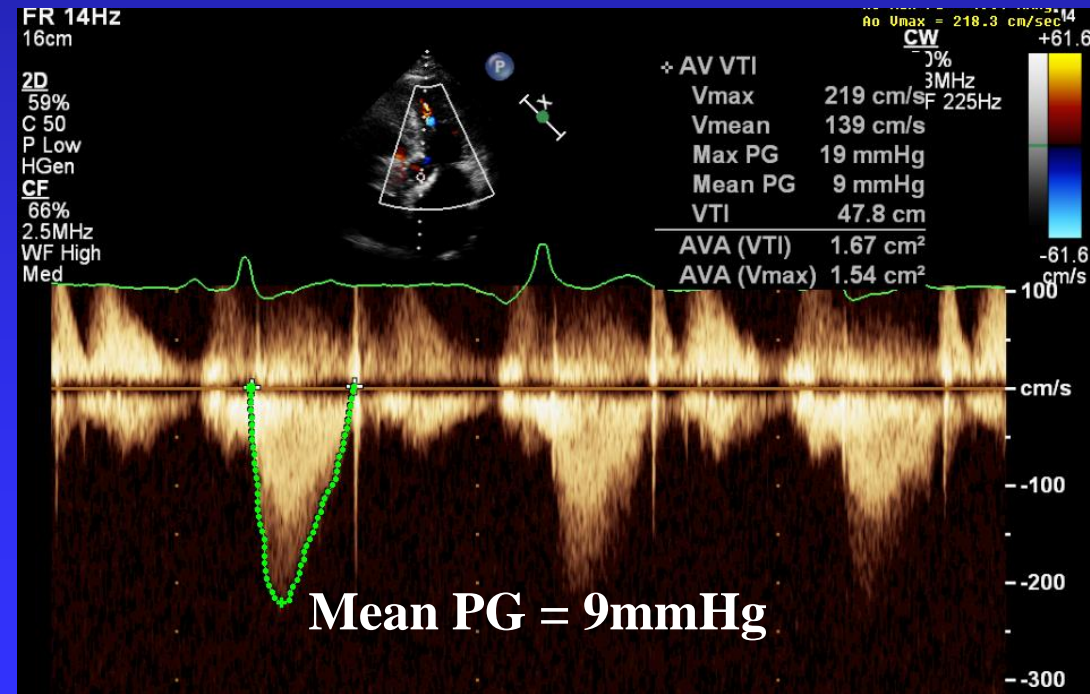 FR 14Hz
16cm
2D
59%
C 50
P Low
HGen
CF
66%
2.5MHz
WF High
Med
P
Ao Vmax = 218.3 cm/sec
M4
+61.6
CW
0%
8MHz
F 225Hz
-61.6
cm/s
AV VTI
Vmax 219 cm/s
Vmean 139 cm/s
Max PG 19 mmHg
Mean PG 9 mmHg
VTI 47.8 cm
AVA (VTI) 1.67 cm²
AVA (Vmax) 1.54 cm²
100
cm/s
-100
-200
-300
Mean PG = 9mmHg